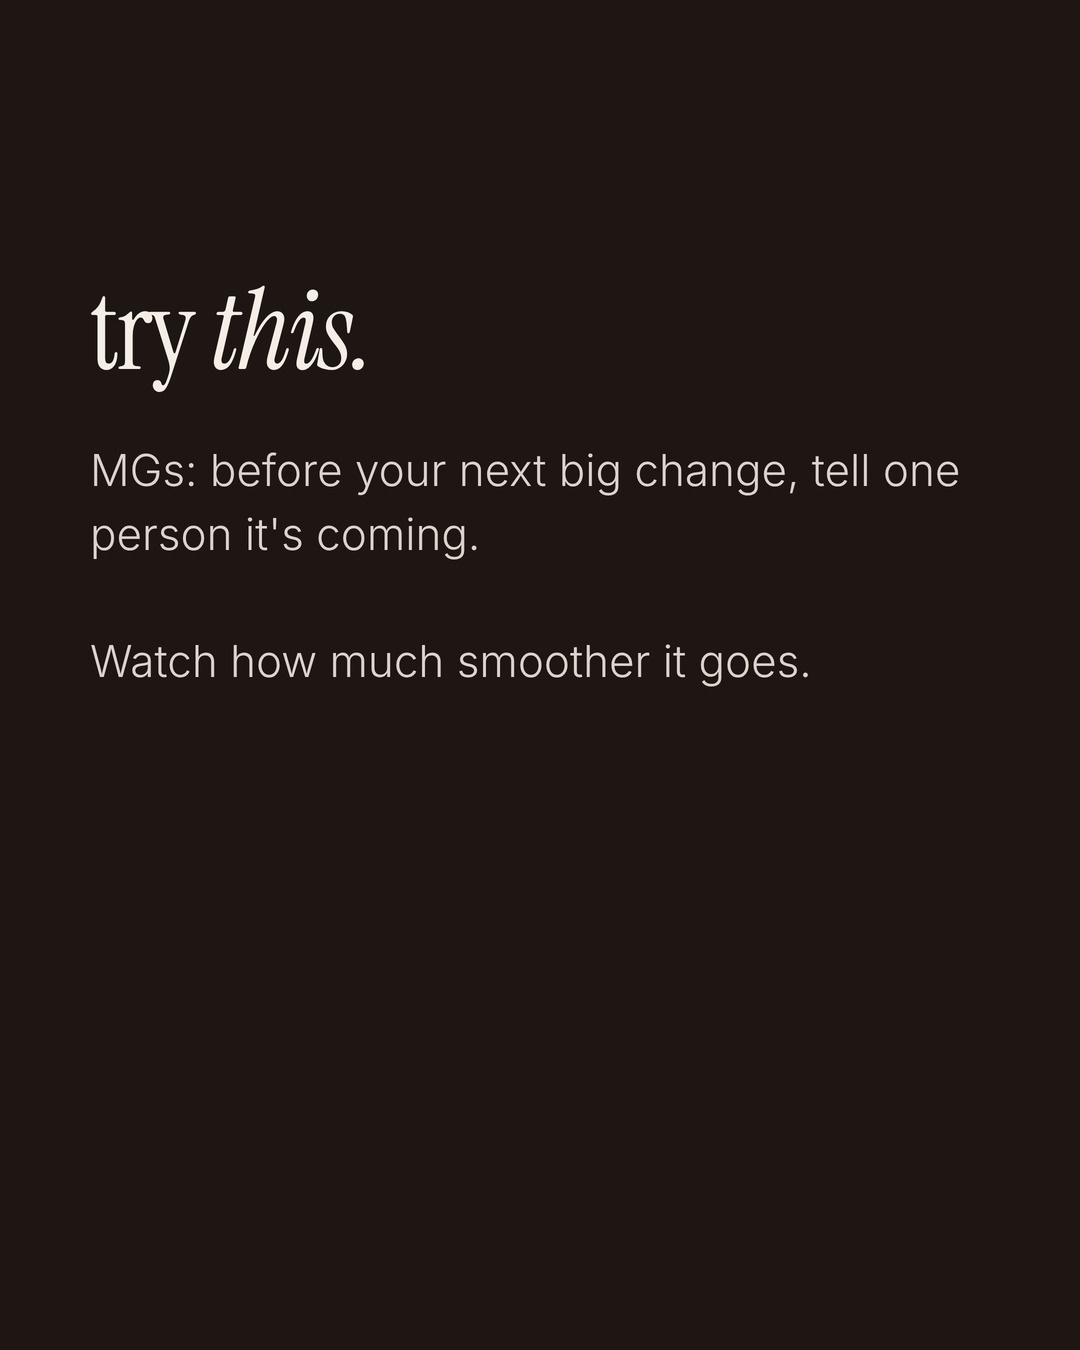 try this.
MGs: before your next big change, tell one
person it's coming.
Watch how much smoother it goes.